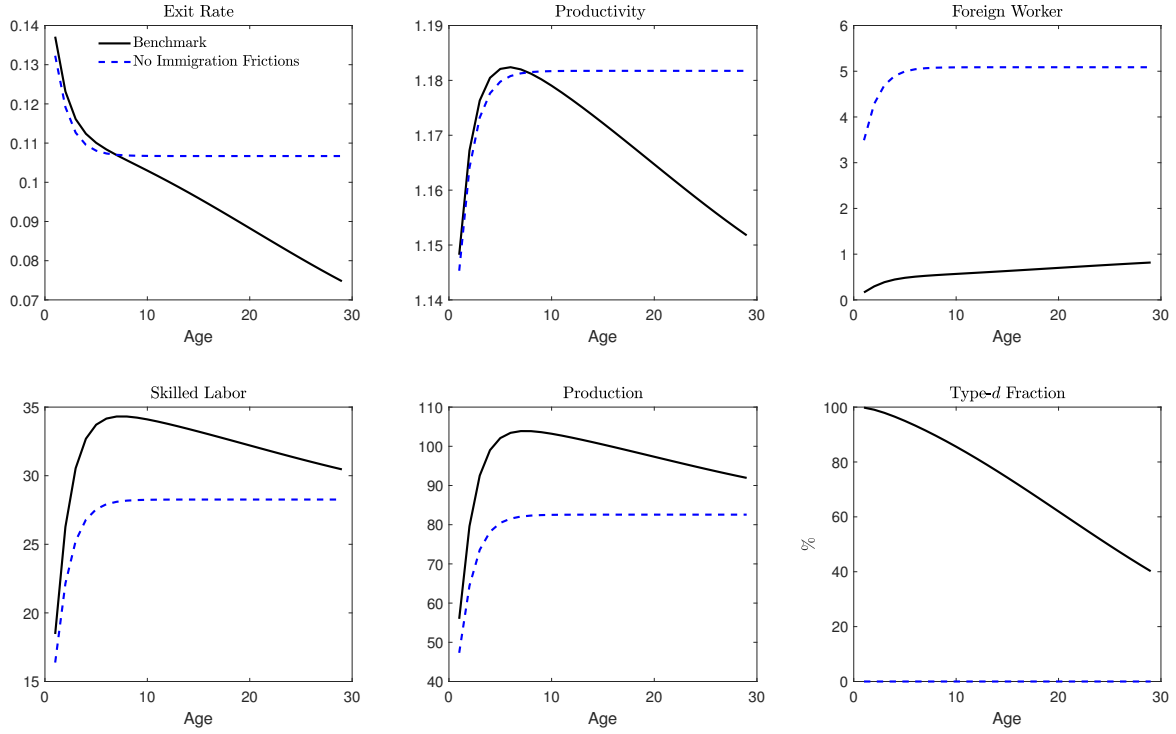 Exit Rate
0.14
0.13
0.12
0.11
0.1
0.09
0.08
0.07
Benchmark
No Immigration Frictions
0 10 20 30
Age
Productivity
1.19
1.18
1.17
1.16
1.15
1.14
0 10 20 30
Age
Foreign Worker
6
5
4
3
2
1
0
0 10 20 30
Age
Skilled Labor
35
30
25
20
15
0 10 20 30
Age
Production
110
100
90
80
70
60
50
40
0 10 20 30
Age
Type-d Fraction
%
100
80
60
40
20
0
0 10 20 30
Age